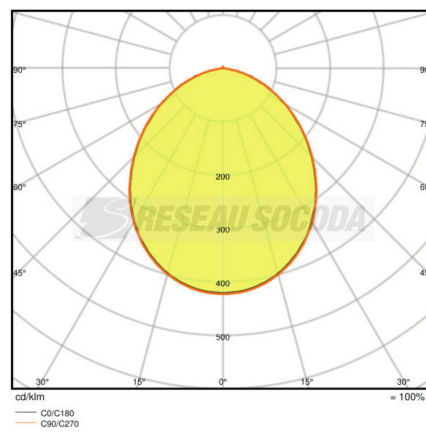 90° 90°
75° 75°
200
60° 60°
RESEAU SOCODA
300
45° 45°
400
500
30° 15° 0° 15° 30°
cd/klm = 100%
C0/C180
C90/C270